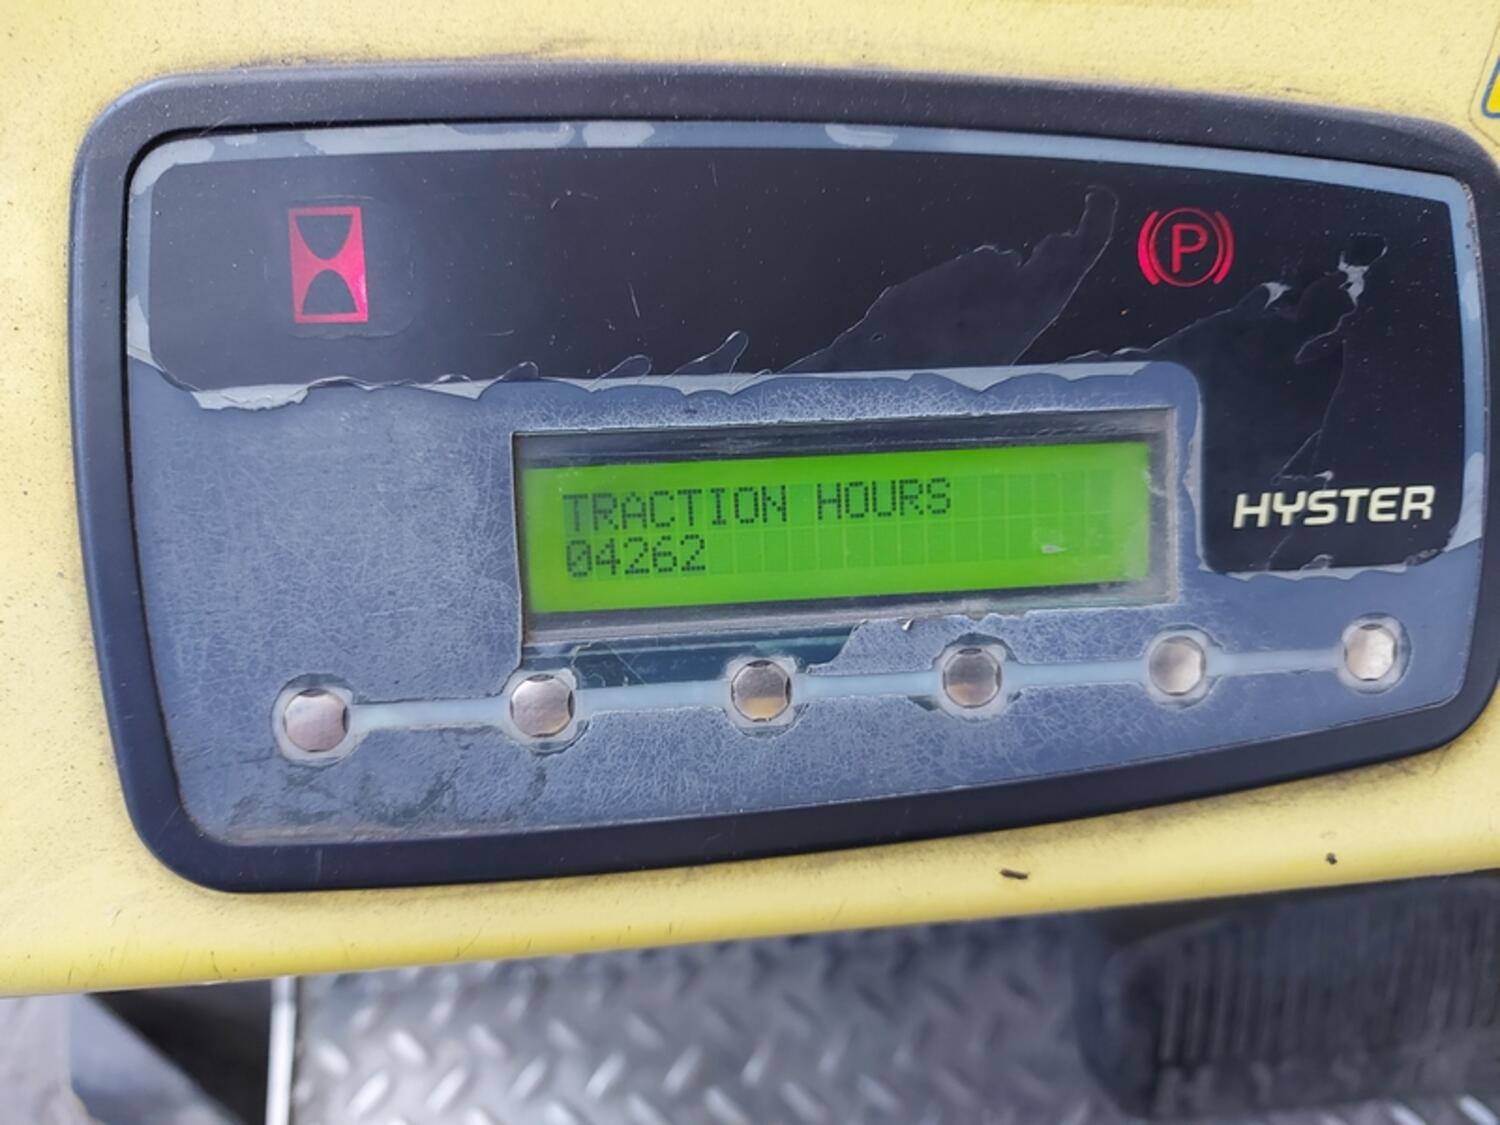 P
TRACTION HOURS
04262
HYSTER